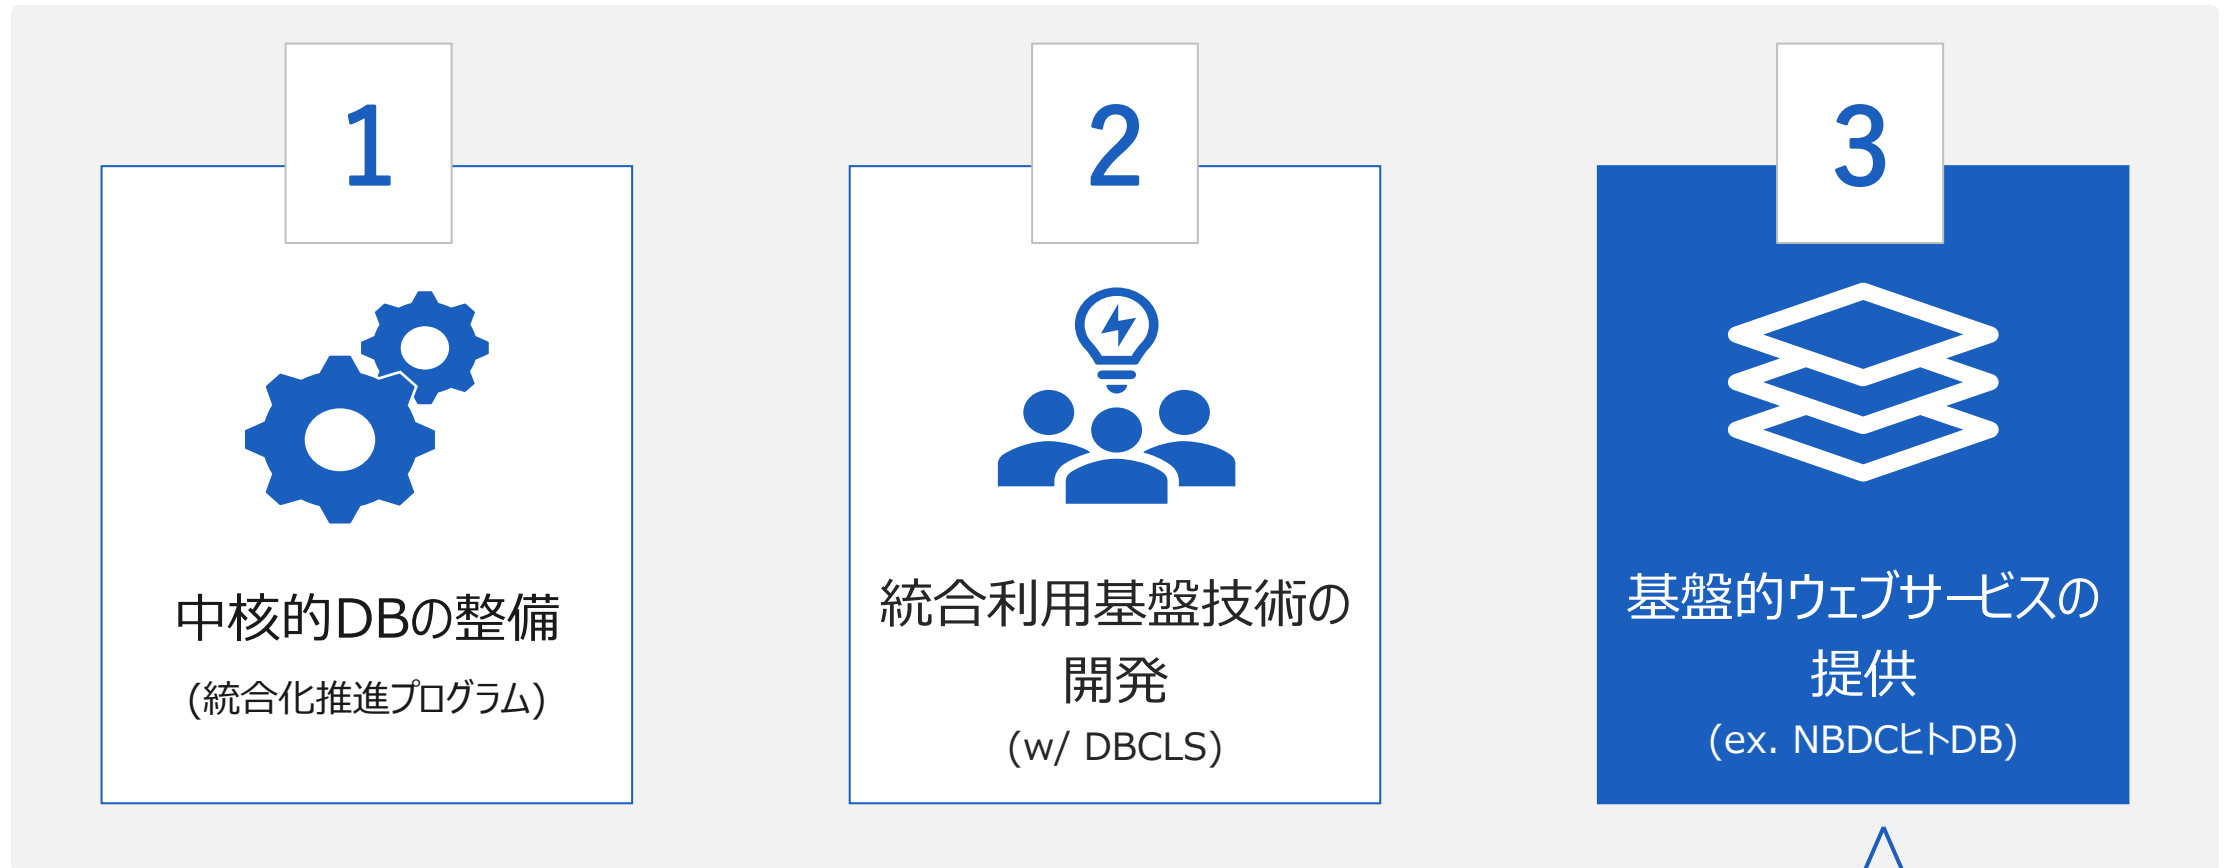 1
中核的DBの整備
(統合化推進プログラム)
2
統合利用基盤技術の
開発
(w/ DBCLS)
3
基盤的ウェブサービスの
提供
(ex. NBDCヒトDB)